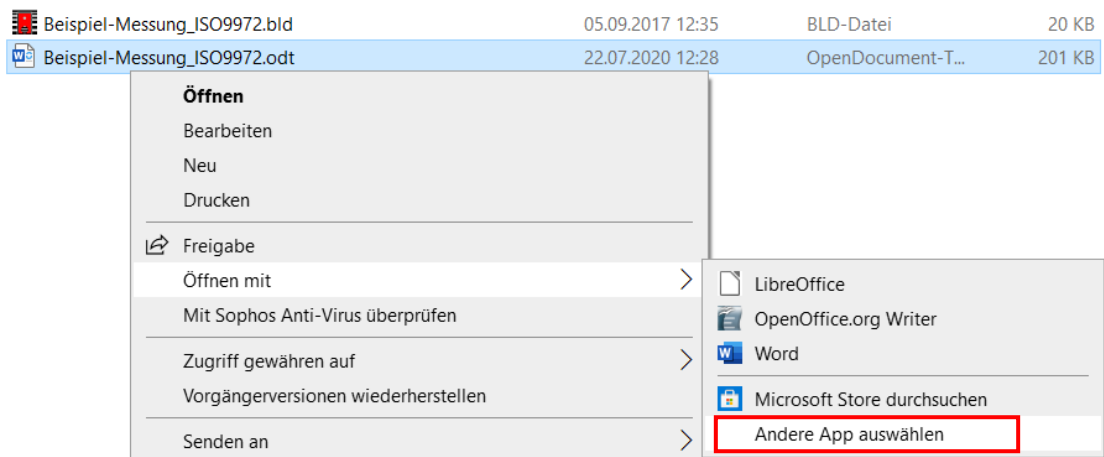 Beispiel-Messung_ISO9972.bld 05.09.2017 12:35 BLD-Datei 20 KB
Beispiel-Messung_ISO9972.odt 22.07.2020 12:28 OpenDocument-T... 201 KB
Öffnen
Bearbeiten
Neu
Drucken
Freigabe
Öffnen mit
Mit Sophos Anti-Virus überprüfen
Zugriff gewähren auf
Vorgängerversionen wiederherstellen
Senden an
LibreOffice
OpenOffice.org Writer
Word
Microsoft Store durchsuchen
Andere App auswählen